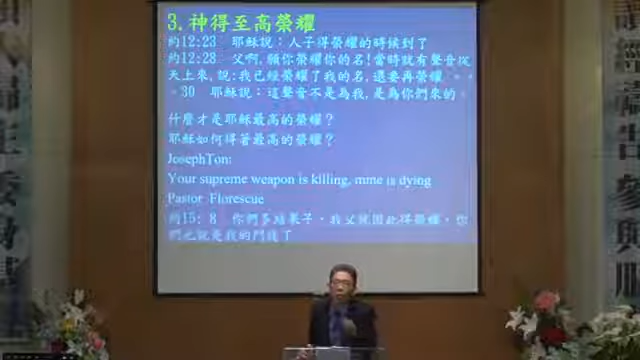 3.神得至高榮耀
約12:23 耶穌說：人子得榮耀的時候到了
約12:28 父啊,願你榮耀你的名!當時就有聲音從
天上來,說:我已經榮耀了我的名,還要再榮耀...
。30 耶穌說：這聲音不是為我,是為你們來的。
什麼才是耶穌最高的榮耀？
耶穌如何得著最高的榮耀？
JosephTon:
Your supreme weapon is killing, mine is dying
Pastor Florescue
約15: 8 你們多結果子，我父就因此得榮耀，你
們也就是我的門徒了